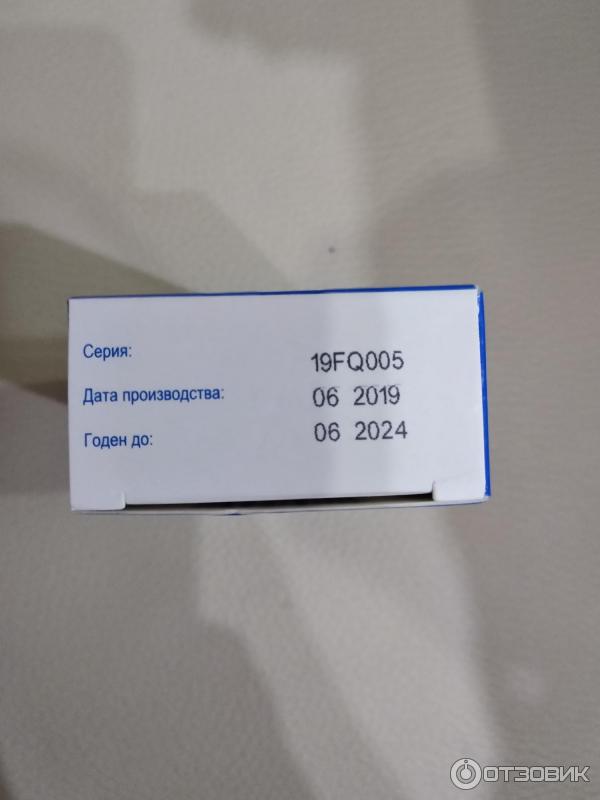 Серия: 19FQ005
Дата производства: 06 2019
Годен до: 06 2024
ОТЗОВИК